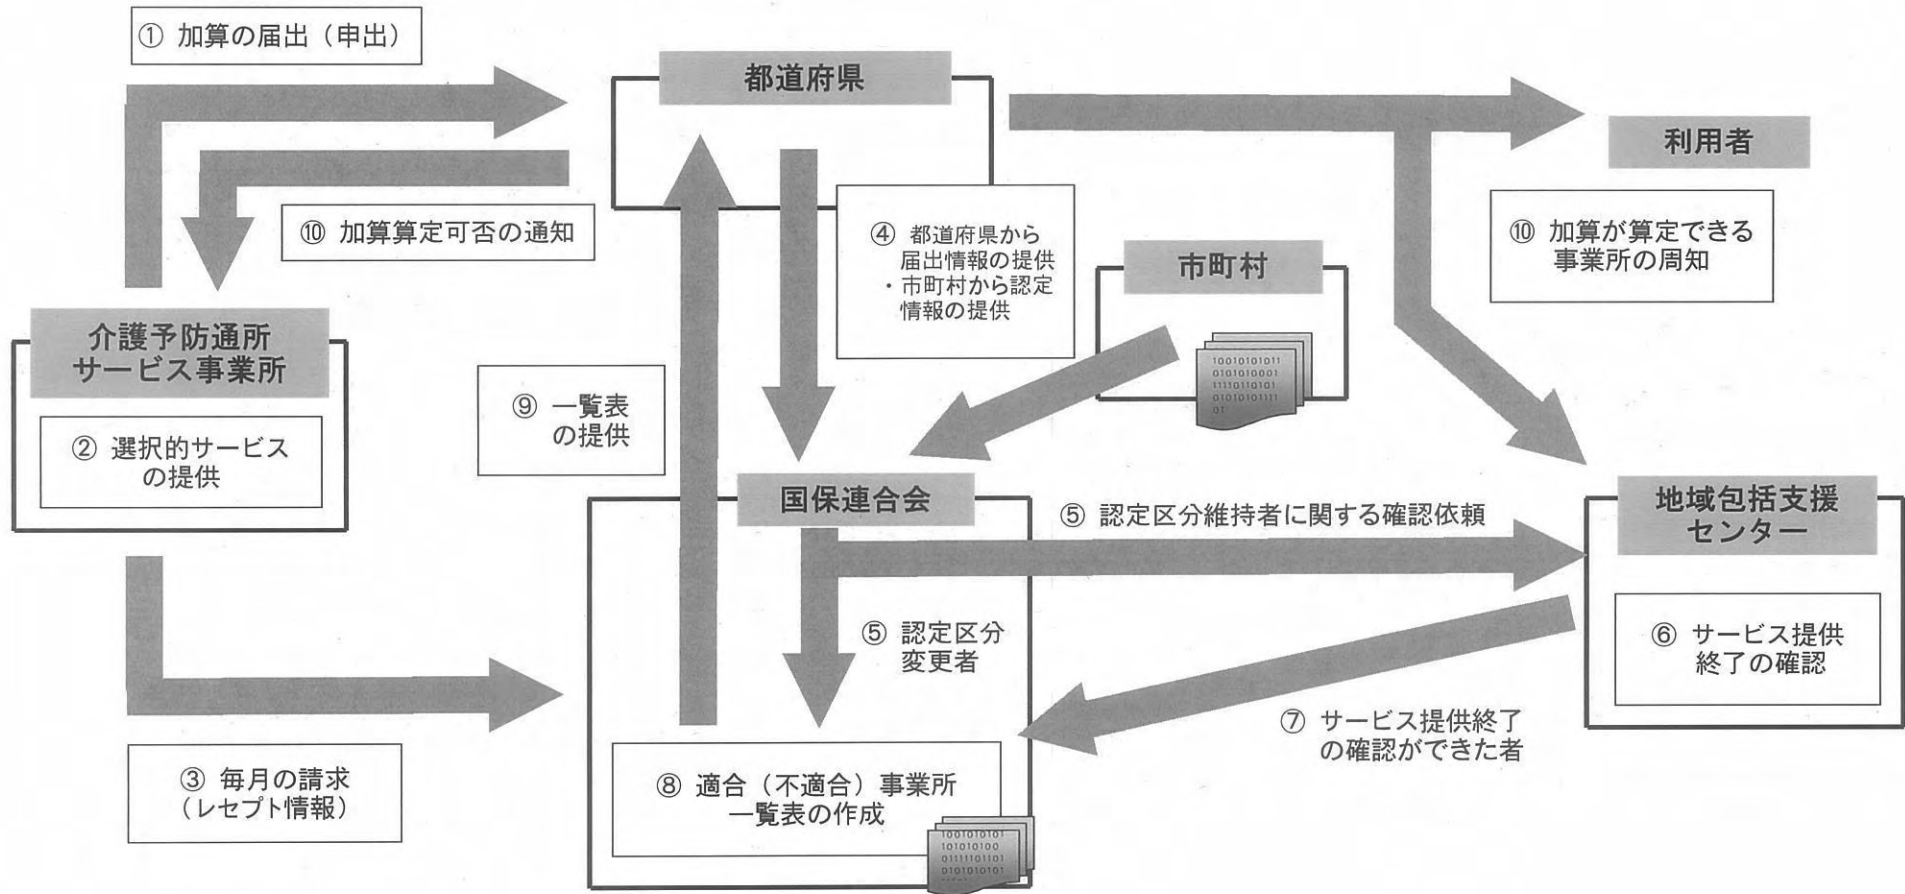 ① 加算の届出（申出）
都道府県
利用者
⑩ 加算算定可否の通知
④ 都道府県から
届出情報の提供
・市町村から認定
情報の提供
市町村
10010101011
0101010001
11110110101
01010101111
01
⑩ 加算が算定できる
事業所の周知
介護予防通所
サービス事業所
② 選択的サービス
の提供
⑨ 一覧表
の提供
国保連合会
⑤ 認定区分維持者に関する確認依頼
地域包括支援
センター
⑤ 認定区分
変更者
⑥ サービス提供
終了の確認
⑦ サービス提供終了
の確認ができた者
③ 毎月の請求
（レセプト情報）
⑧ 適合（不適合）事業所
一覧表の作成
1001010101
101010100
01111101101
0101010101